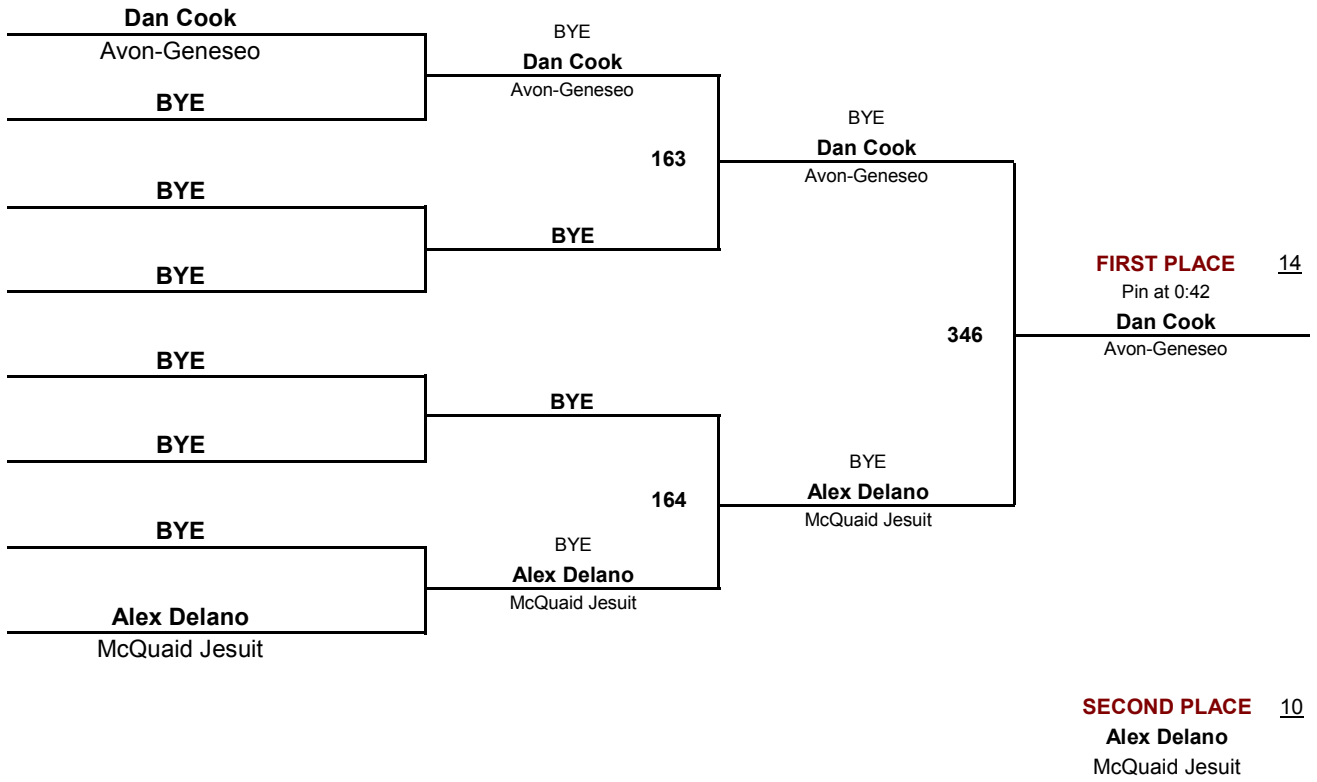 Dan Cook
Avon-Geneseo
BYE
BYE
BYE
BYE
BYE
BYE
Alex Delano
McQuaid Jesuit
BYE
Dan Cook
Avon-Geneseo
163
BYE
BYE
164
BYE
Alex Delano
McQuaid Jesuit
BYE
Dan Cook
Avon-Geneseo
346
BYE
Alex Delano
McQuaid Jesuit
FIRST PLACE 14
Pin at 0:42
Dan Cook
Avon-Geneseo
SECOND PLACE 10
Alex Delano
McQuaid Jesuit